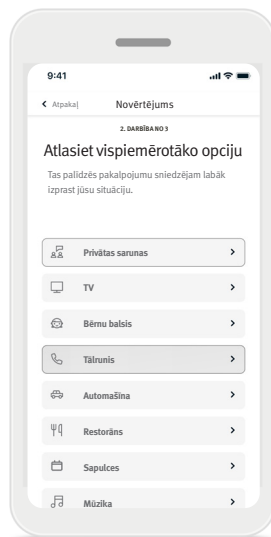 9:41
Atpakaļ Novērtējums
2. DARBĪBA NO 3
Atlasiet vispiemērotāko opciju
Tas palīdzēs pakalpojumu sniedzējam labāk
izprast jūsu situāciju.
Privātas sarunas
TV
Bērnu balsis
Tālrunis
Automašīna
Restorāns
Sapulces
Mūzika